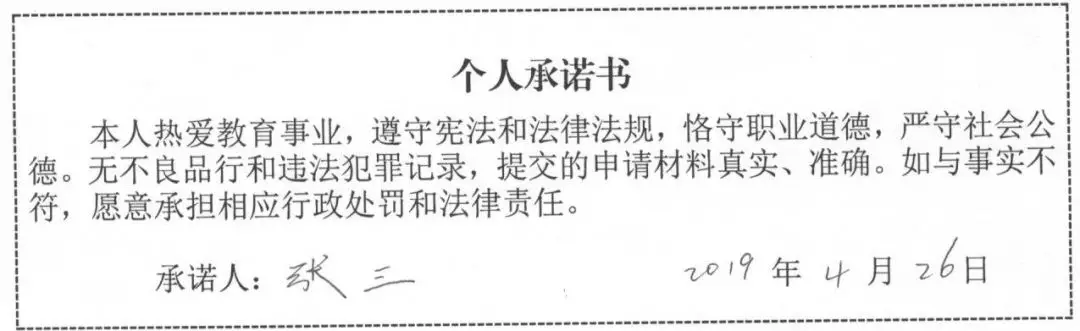 个人承诺书
本人热爱教育事业，遵守宪法和法律法规，恪守职业道德，严守社会公
德。无不良品行和违法犯罪记录，提交的申请材料真实、准确。如与事实不
符，愿意承担相应行政处罚和法律责任。
承诺人：张三 2019年4月26日